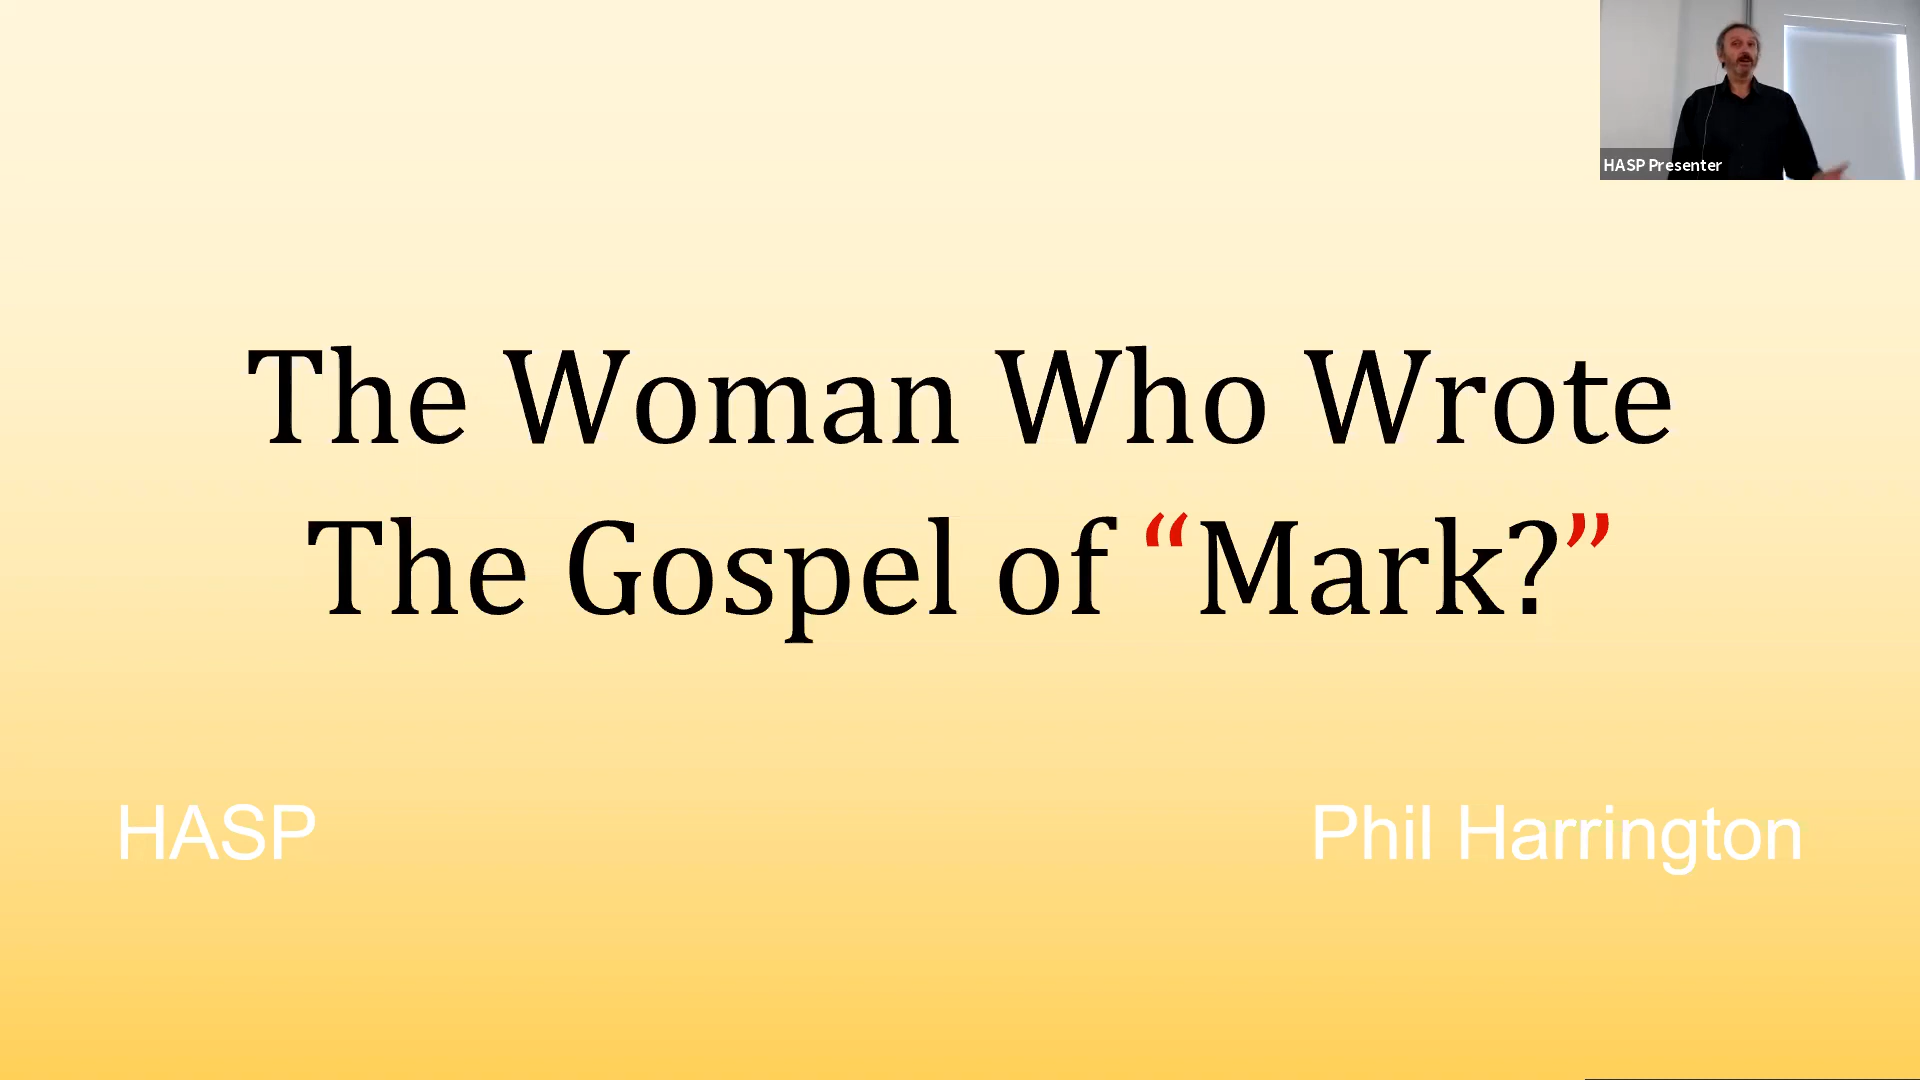 HASP Presenter
The Woman Who Wrote
The Gospel of “Mark?”
HASP
Phil Harrington